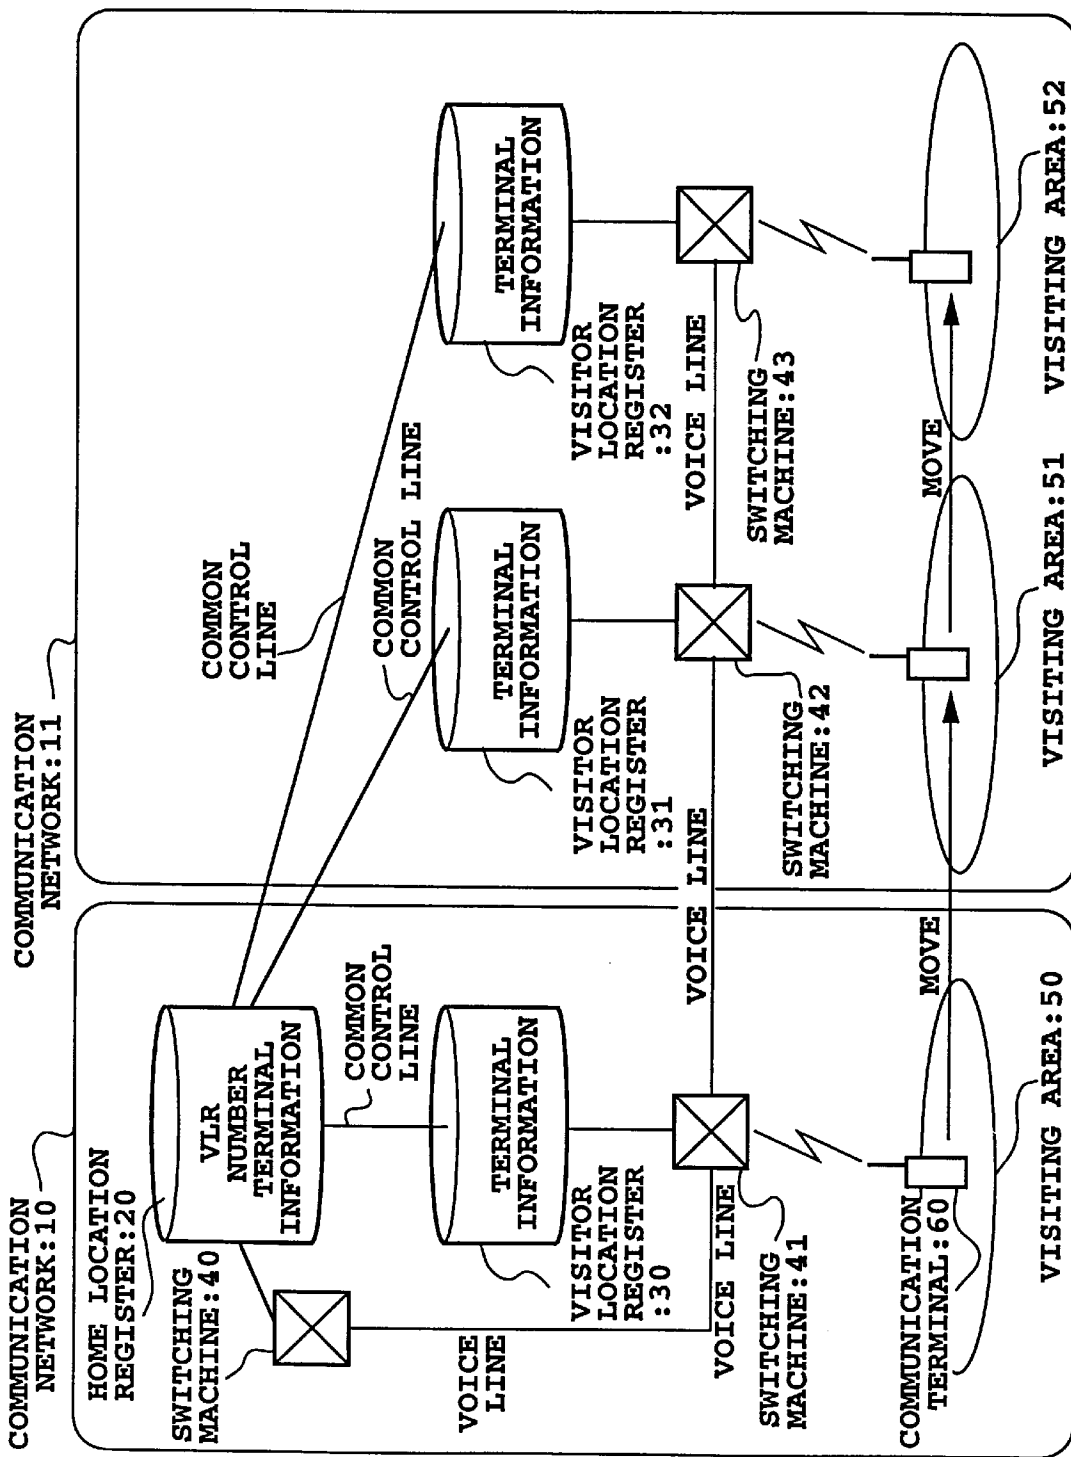 COMMUNICATION
NETWORK:10
COMMUNICATION
NETWORK:11
HOME LOCATION
REGISTER:20
VLR
NUMBER
TERMINAL
INFORMATION
SWITCHING
MACHINE:40
COMMON
CONTROL
LINE
COMMON
CONTROL
LINE
COMMON
CONTROL LINE
TERMINAL
INFORMATION
TERMINAL
INFORMATION
TERMINAL
INFORMATION
VOICE
LINE
VISITOR
LOCATION
REGISTER
:30
VISITOR
LOCATION
REGISTER
:31
VISITOR
LOCATION
REGISTER
:32
VOICE LINE
VOICE LINE
VOICE LINE
SWITCHING
MACHINE:41
SWITCHING
MACHINE:42
SWITCHING
MACHINE:43
COMMUNICATION
TERMINAL:60
MOVE
MOVE
VISITING AREA:50
VISITING AREA:51
VISITING AREA:52